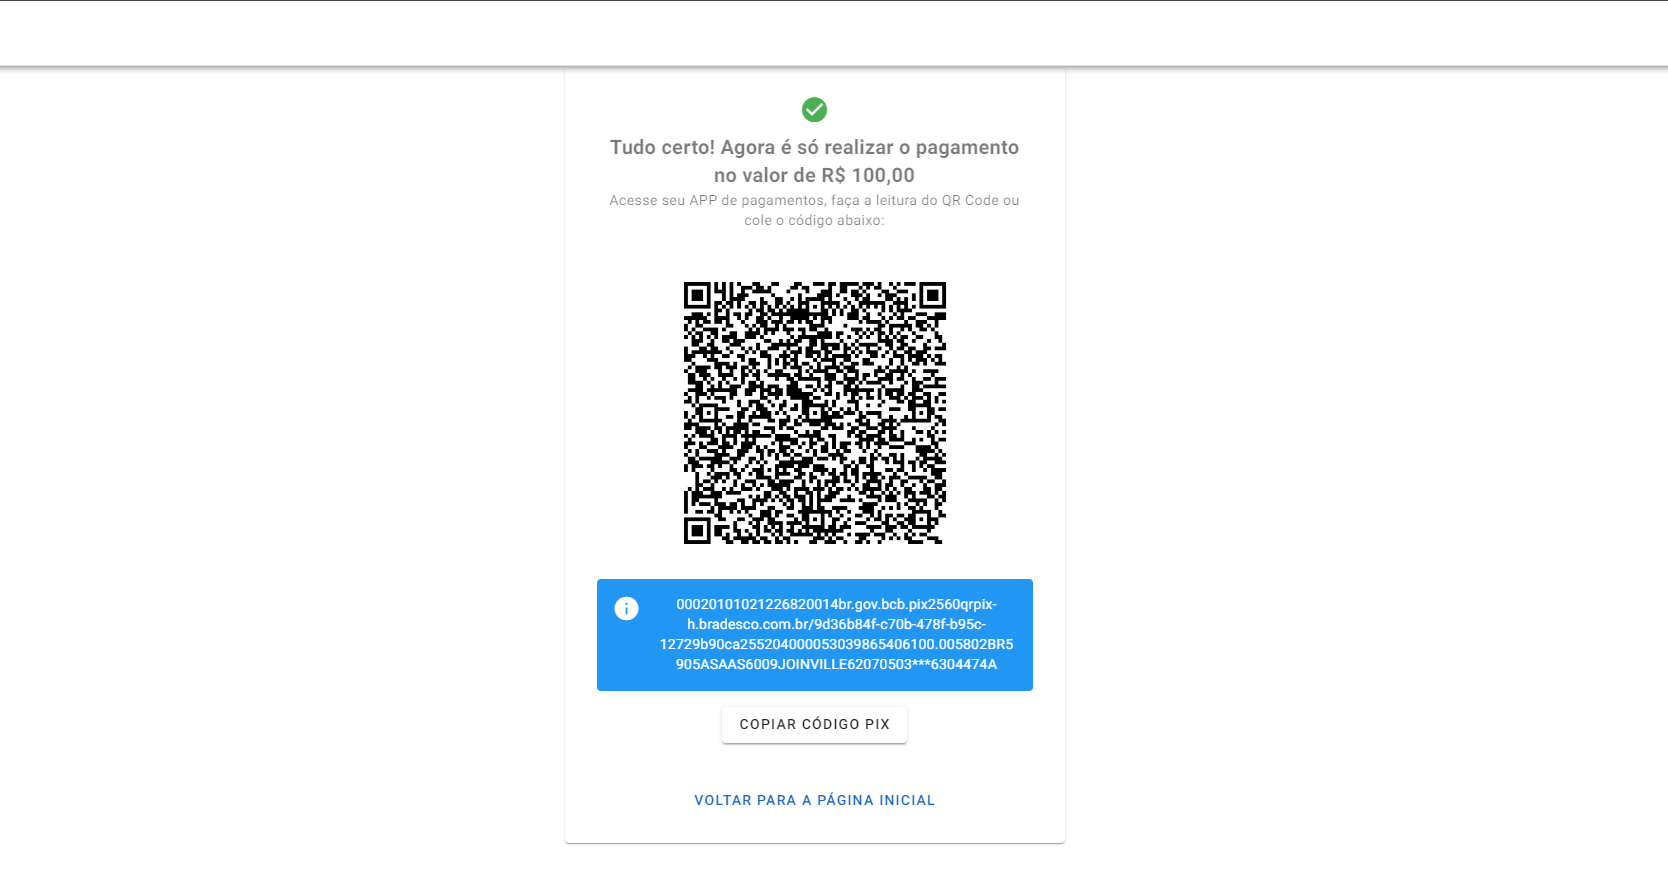 Tudo certo! Agora é só realizar o pagamento
no valor de R$ 100,00
Acesse seu APP de pagamentos, faça a leitura do QR Code ou
cole o código abaixo:
00020101021226820014br.gov.bcb.pix2560qrpix-
h.bradesco.com.br/9d36b84f-c70b-478f-b95c-
12729b90ca255204000053039865406100.005802BR5
905ASAAS6009JOINVILLE62070503***6304474A
COPIAR CÓDIGO PIX
VOLTAR PARA A PÁGINA INICIAL